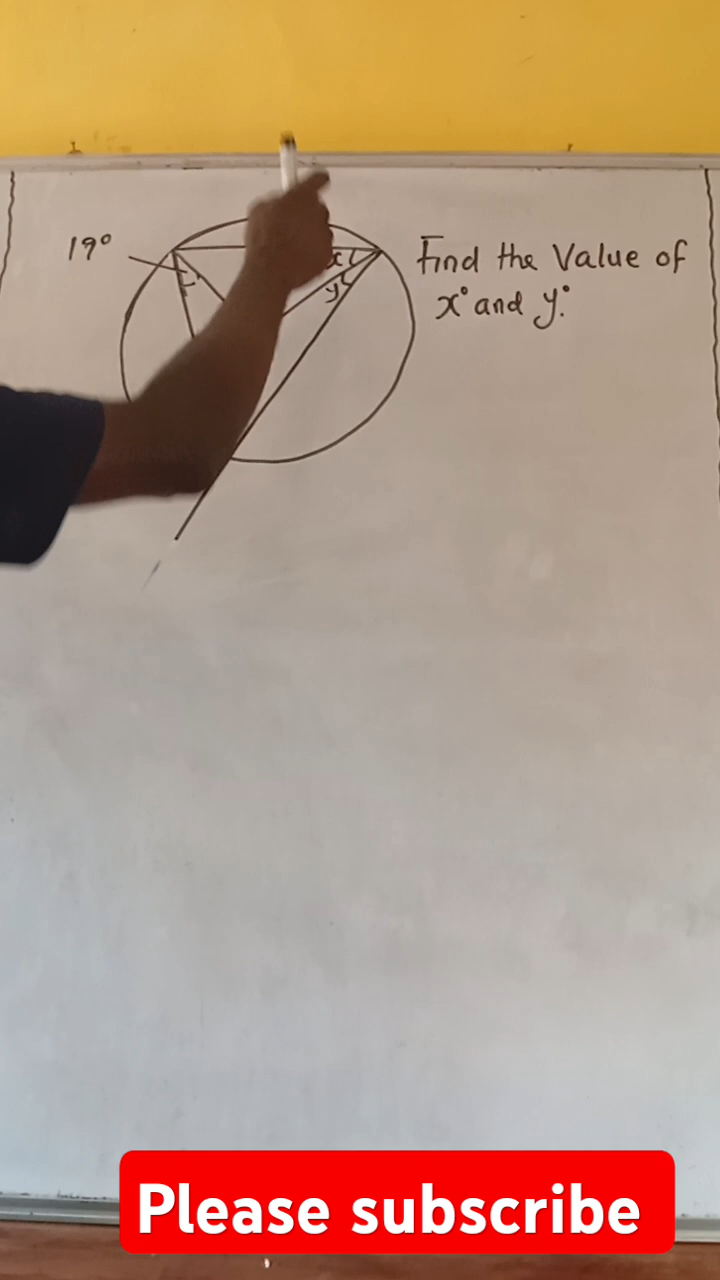 19°
x
y
Find the Value of
x° and y°.
Please subscribe